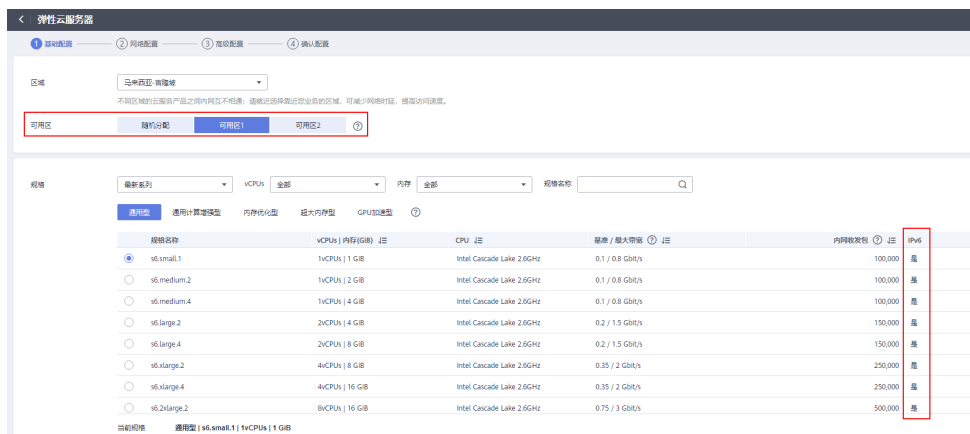 < 弹性云服务器
1 基础配置 2 网络配置 3 高级配置 4 确认配置
区域 马来西亚-吉隆坡
不同区域的云服务产品之间内网互不相通；请就近选择靠近您业务的区域，可减少网络时延，提高访问速度。
可用区 随机分配 可用区1 可用区2 ?
规格 最新系列 vCPUs 全部 内存 全部 规格名称
通用型 通用计算增强型 内存优化型 超大内存型 GPU加速型 ?
规格名称 vCPUs | 内存(GiB) CPU 基准 / 最大带宽 ? 内网收发包 ? IPv6
s6.small.1 1vCPUs | 1 GiB Intel Cascade Lake 2.6GHz 0.1 / 0.8 Gbit/s 100,000 是
s6.medium.2 1vCPUs | 2 GiB Intel Cascade Lake 2.6GHz 0.1 / 0.8 Gbit/s 100,000 是
s6.medium.4 1vCPUs | 4 GiB Intel Cascade Lake 2.6GHz 0.1 / 0.8 Gbit/s 100,000 是
s6.large.2 2vCPUs | 4 GiB Intel Cascade Lake 2.6GHz 0.2 / 1.5 Gbit/s 150,000 是
s6.large.4 2vCPUs | 8 GiB Intel Cascade Lake 2.6GHz 0.2 / 1.5 Gbit/s 150,000 是
s6.xlarge.2 4vCPUs | 8 GiB Intel Cascade Lake 2.6GHz 0.35 / 2 Gbit/s 250,000 是
s6.xlarge.4 4vCPUs | 16 GiB Intel Cascade Lake 2.6GHz 0.35 / 2 Gbit/s 250,000 是
s6.2xlarge.2 8vCPUs | 16 GiB Intel Cascade Lake 2.6GHz 0.75 / 3 Gbit/s 500,000 是
当前规格 通用型 | s6.small.1 | 1vCPUs | 1 GiB